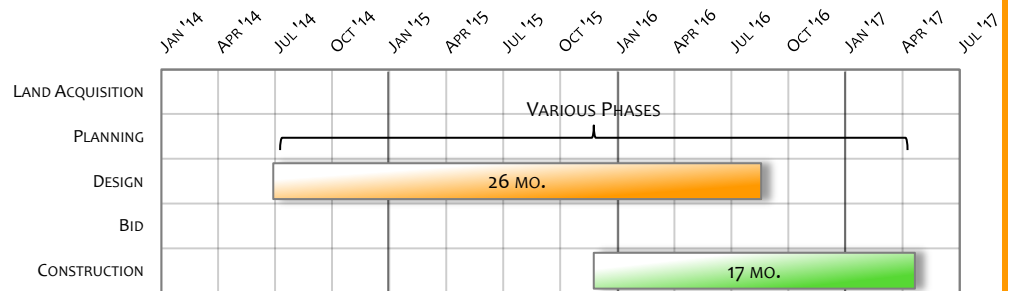 JAN '14 APR '14 JUL '14 OCT '14 JAN '15 APR '15 JUL '15 OCT '15 JAN '16 APR '16 JUL '16 OCT '16 JAN '17 APR '17 JUL '17
LAND ACQUISITION
VARIOUS PHASES
PLANNING
DESIGN 26 MO.
BID
CONSTRUCTION 17 MO.